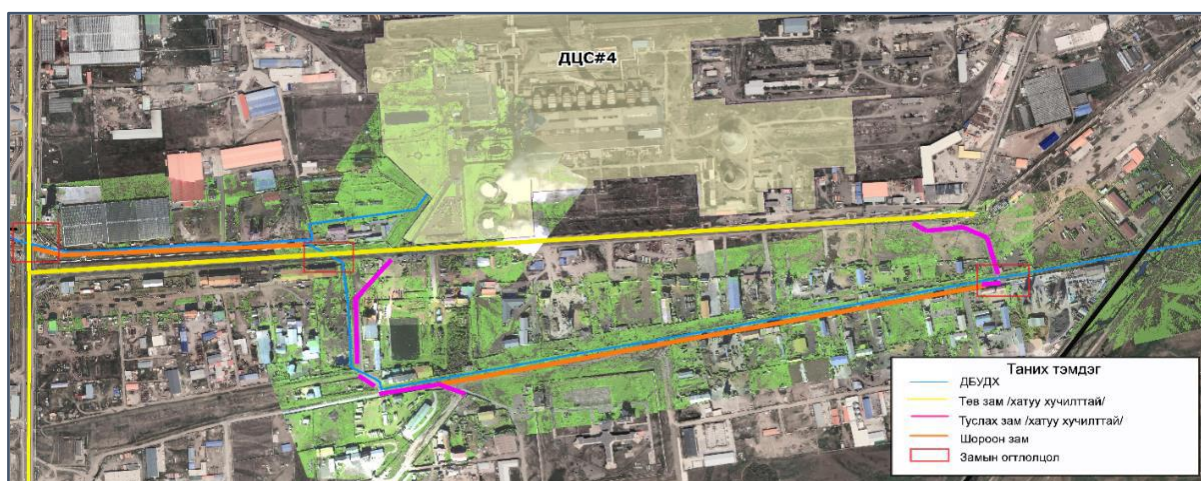 ДЦС#4
Таних тэмдэг
ДБУДХ
Төв зам /хатуу хучилттай/
Туслах зам /хатуу хучилттай/
Шороон зам
Замын огтлолцол